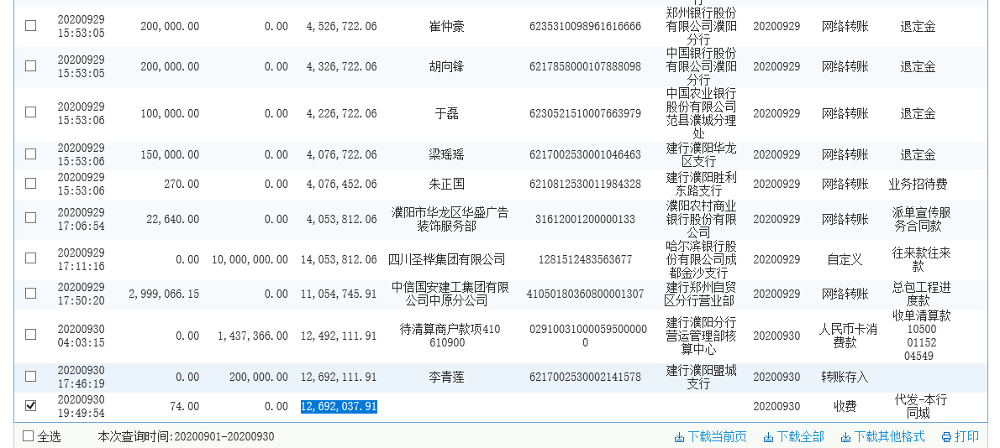 行
20200929 15:53:05 200,000.00 0.00 4,526,722.06 崔仲豪 6235310098961616666 郑州银行股份有限公司濮阳分行 20200929 网络转账 退定金
20200929 15:53:05 200,000.00 0.00 4,326,722.06 胡向锋 6217858000107888098 中国银行股份有限公司濮阳分行 20200929 网络转账 退定金
20200929 15:53:06 100,000.00 0.00 4,226,722.06 于磊 6230521510007663979 中国农业银行股份有限公司范县濮城分理处 20200929 网络转账 退定金
20200929 15:53:06 150,000.00 0.00 4,076,722.06 梁瑶瑶 6217002530001046463 建行濮阳华龙区支行 20200929 网络转账 退定金
20200929 15:53:06 270.00 0.00 4,076,452.06 朱正国 6210812530011984328 建行濮阳胜利东路支行 20200929 网络转账 业务招待费
20200929 17:06:54 22,640.00 0.00 4,053,812.06 濮阳市华龙区华盛广告装饰服务部 31612001200000133 濮阳农村商业银行股份有限公司 20200929 网络转账 派单宣传服务合同款
20200929 17:11:16 0.00 10,000,000.00 14,053,812.06 四川圣桦集团有限公司 1281512483563677 哈尔滨银行股份有限公司成都金沙支行 20200929 自定义 往来款往来款
20200929 17:50:20 2,999,066.15 0.00 11,054,745.91 中信国安建工集团有限公司中原分公司 41050180360800001307 建行郑州自贸区分行营业部 20200929 网络转账 总包工程进度款
20200930 04:03:15 0.00 1,437,366.00 12,492,111.91 待清算商户款项410610900 029100310000595000000 建行濮阳分行营运管理部核算中心 20200930 人民币卡消费款 收单清算款 10500 01152 04549
20200930 17:46:19 0.00 200,000.00 12,692,111.91 李青莲 6217002530002141578 建行濮阳盟城支行 20200930 转账存入
20200930 19:49:54 74.00 0.00 12,692,037.91 20200930 收费 代发-本行同城
全选 本次查询时间:20200901-20200930 下载当前页 下载全部 下载其他格式 打印